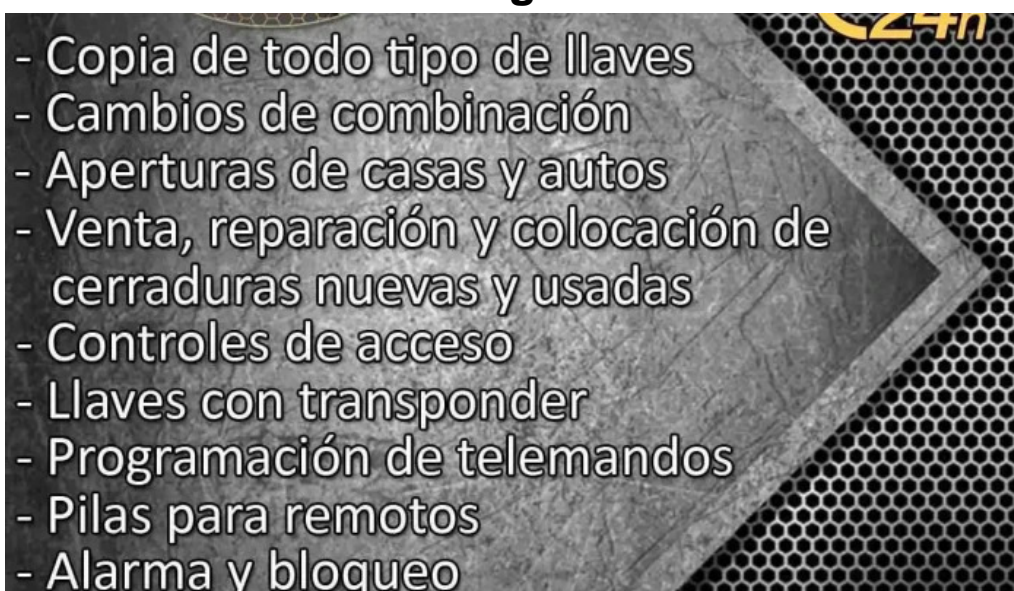 24h
- Copia de todo tipo de llaves
- Cambios de combinación
- Aperturas de casas y autos
- Venta, reparación y colocación de
cerraduras nuevas y usadas
- Controles de acceso
- Llaves con transponder
- Programación de telemandos
- Pilas para remotos
- Alarma y bloqueo